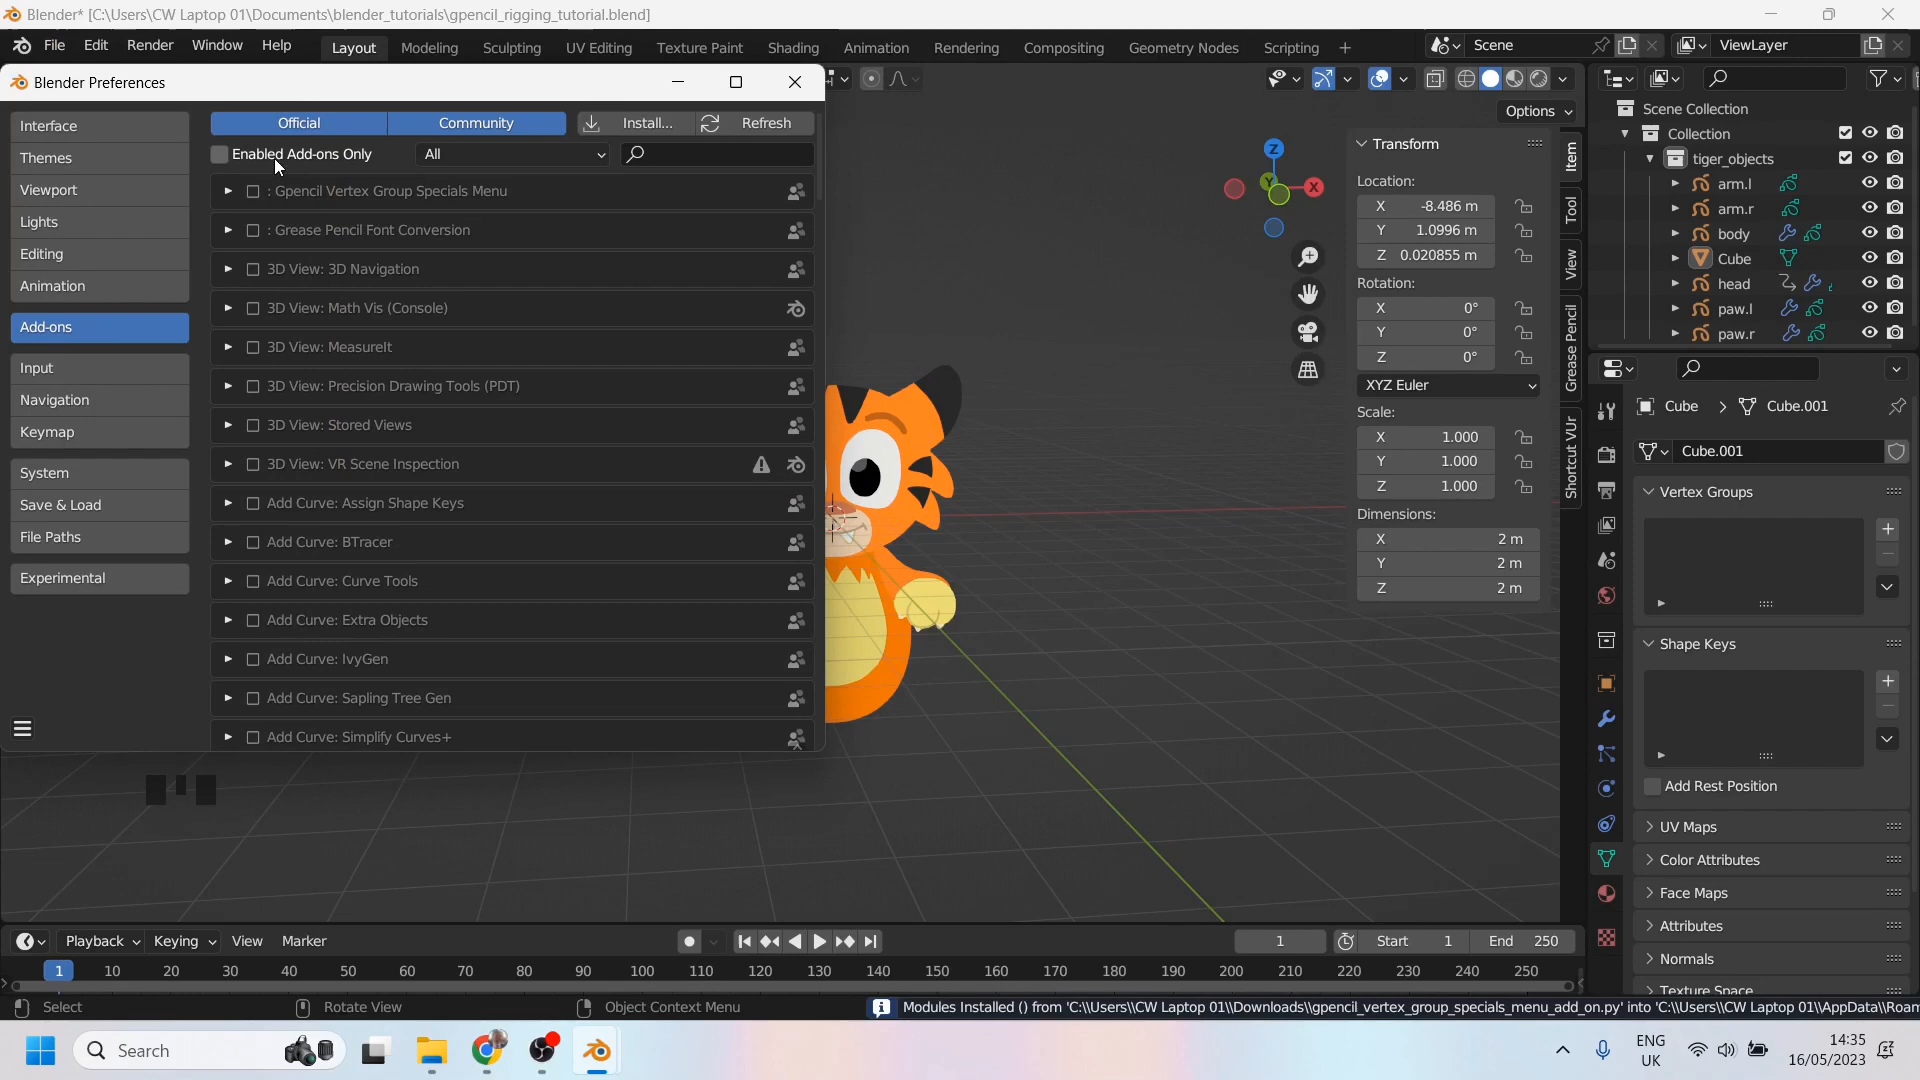 Blender* [C:\Users\CW Laptop 01\Documents\blender_tutorials\gpencil_rigging_tutorial.blend]
File Edit Render Window Help Layout Modeling Sculpting UV Editing Texture Paint Shading Animation Rendering Compositing Geometry Nodes Scripting + Scene ViewLayer
Blender Preferences
Options
Interface
Themes
Viewport
Lights
Editing
Animation
Add-ons
Input
Navigation
Keymap
System
Save & Load
File Paths
Experimental
Official Community Install... Refresh
Enabled Add-ons Only All
: Gpencil Vertex Group Specials Menu
: Grease Pencil Font Conversion
3D View: 3D Navigation
3D View: Math Vis (Console)
3D View: MeasureIt
3D View: Precision Drawing Tools (PDT)
3D View: Stored Views
3D View: VR Scene Inspection
Add Curve: Assign Shape Keys
Add Curve: BTracer
Add Curve: Curve Tools
Add Curve: Extra Objects
Add Curve: IvyGen
Add Curve: Sapling Tree Gen
Add Curve: Simplify Curves+
Z
Y
X
Transform
Location:
X -8.486 m
Y 1.0996 m
Z 0.020855 m
Rotation:
X 0°
Y 0°
Z 0°
XYZ Euler
Scale:
X 1.000
Y 1.000
Z 1.000
Dimensions:
X 2 m
Y 2 m
Z 2 m
Item
Tool
View
Grease Pencil
Shortcut VUr
Scene Collection
Collection
tiger_objects
arm.l
arm.r
body
Cube
head
paw.l
paw.r
Cube > Cube.001
Cube.001
Vertex Groups
Shape Keys
Add Rest Position
UV Maps
Color Attributes
Face Maps
Attributes
Normals
Texture Space
Playback Keying View Marker 1 Start 1 End 250
1 10 20 30 40 50 60 70 80 90 100 110 120 130 140 150 160 170 180 190 200 210 220 230 240 250
Select Rotate View Object Context Menu Modules Installed () from 'C:\\Users\\CW Laptop 01\\Downloads\\gpencil_vertex_group_specials_menu_add_on.py' into 'C:\\Users\\CW Laptop 01\\AppData\\Roam
Search
ENG
UK
14:35
16/05/2023